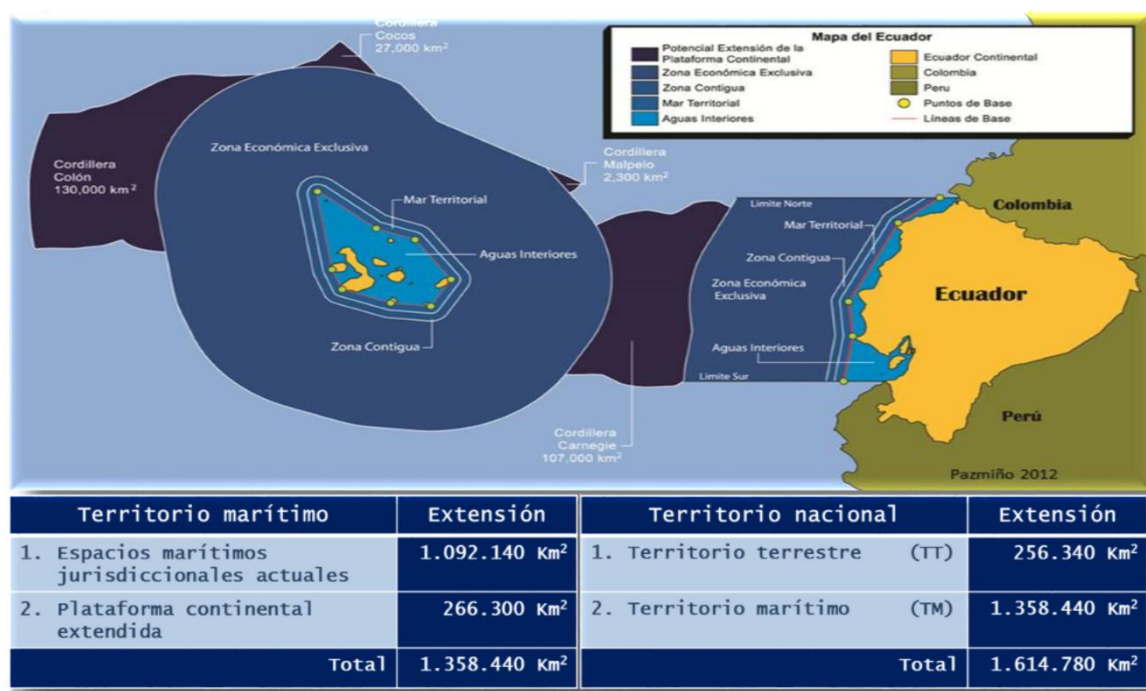 Cordillera
Cocos
27,000 km²
Mapa del Ecuador
Potencial Extensión de la
Plataforma Continental
Zona Económica Exclusiva
Zona Contigua
Mar Territorial
Aguas Interiores
Ecuador Continental
Colombia
Peru
Puntos de Base
Líneas de Base
Zona Económica Exclusiva
Cordillera
Colón
130,000 km²
Cordillera
Malpelo
2,300 km²
Mar Territorial
Aguas Interiores
Zona Contigua
Limite Norte
Mar Territorial
Zona Contigua
Zona Económica
Exclusiva
Aguas Interiores
Limite Sur
Colombia
Ecuador
Perú
Cordillera
Carnegie
107,000 km²
Pazmiño 2012
Territorio marítimo Extensión
1. Espacios marítimos
jurisdiccionales actuales 1.092.140 Km²
2. Plataforma continental
extendida 266.300 Km²
Total 1.358.440 Km²
Territorio nacional Extensión
1. Territorio terrestre (TT) 256.340 Km²
2. Territorio marítimo (TM) 1.358.440 Km²
Total 1.614.780 Km²